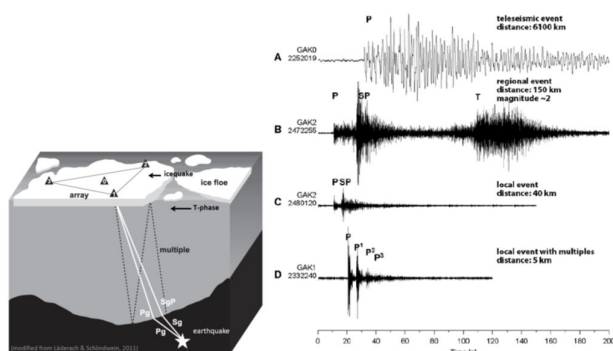 icequake
ice floe
array
T-phase
multiple
SgP
Pg
Sg
Pg
earthquake
(modified from Läderach & Schlindwein, 2011)
P
teleseismic event
distance: 6100 km
GAK0
A
2252019
regional event
distance: 150 km
magnitude ~2
P
SP
T
GAK2
B
2472255
local event
distance: 40 km
P SP
GAK2
C
2480120
local event with multiples
distance: 5 km
P
P1
P2
P3
GAK1
D
2332240
0 20 40 60 80 100 120 140 160 180 200